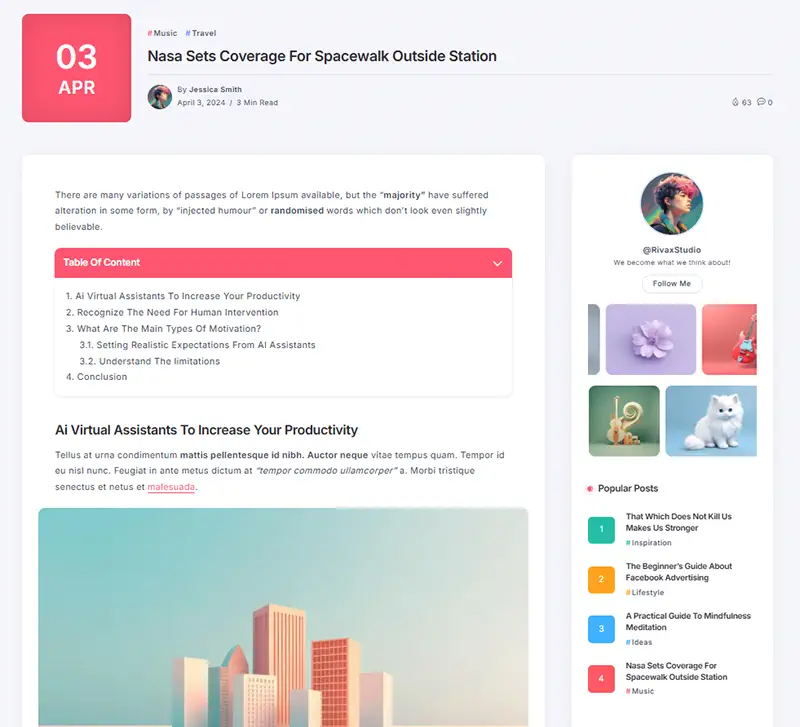 03
APR
#Music #Travel
Nasa Sets Coverage For Spacewalk Outside Station
By Jessica Smith
April 3, 2024 / 3 Min Read
63 0
There are many variations of passages of Lorem Ipsum available, but the “majority” have suffered
alteration in some form, by “injected humour” or randomised words which don't look even slightly
believable.
Table Of Content
1. Ai Virtual Assistants To Increase Your Productivity
2. Recognize The Need For Human Intervention
3. What Are The Main Types Of Motivation?
3.1. Setting Realistic Expectations From AI Assistants
3.2. Understand The limitations
4. Conclusion
Ai Virtual Assistants To Increase Your Productivity
Tellus at urna condimentum mattis pellentesque id nibh. Auctor neque vitae tempus quam. Tempor id
eu nisl nunc. Feugiat in ante metus dictum at “tempor commodo ullamcorper” a. Morbi tristique
senectus et netus et malesuada.
@RivaxStudio
We become what we think about!
Follow Me
Popular Posts
1
That Which Does Not Kill Us
Makes Us Stronger
#Inspiration
2
The Beginner's Guide About
Facebook Advertising
#Lifestyle
3
A Practical Guide To Mindfulness
Meditation
#Ideas
4
Nasa Sets Coverage For
Spacewalk Outside Station
#Music